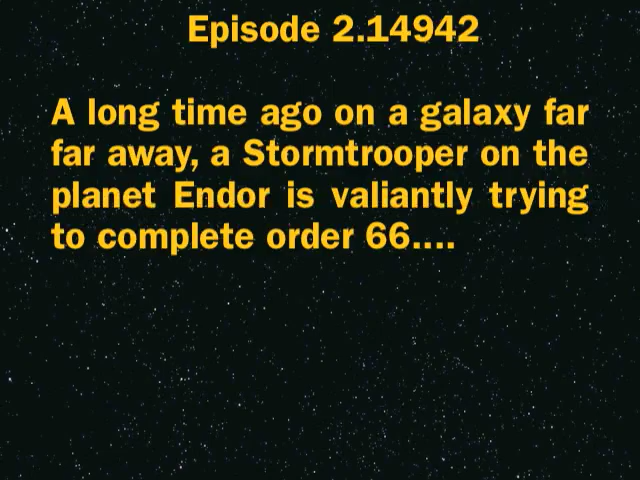 Episode 2.14942
A long time ago on a galaxy far
far away, a Stormtrooper on the
planet Endor is valiantly trying
to complete order 66....